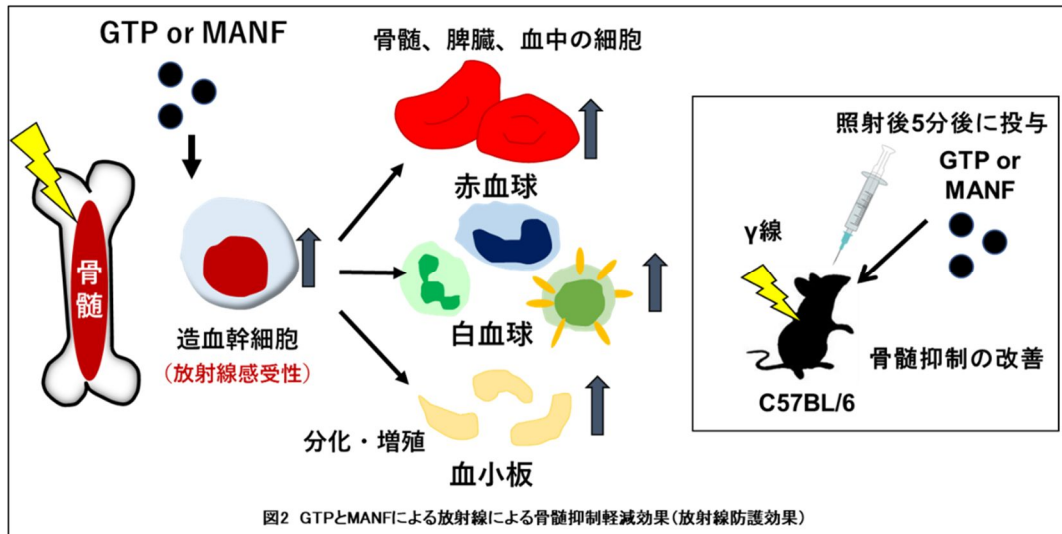 GTP or MANF
骨髄
造血幹細胞
(放射線感受性)
骨髄、脾臓、血中の細胞
赤血球
白血球
分化・増殖
血小板
照射後5分後に投与
GTP or
MANF
γ線
骨髄抑制の改善
C57BL/6
図2 GTPとMANFによる放射線による骨髄抑制軽減効果(放射線防護効果)